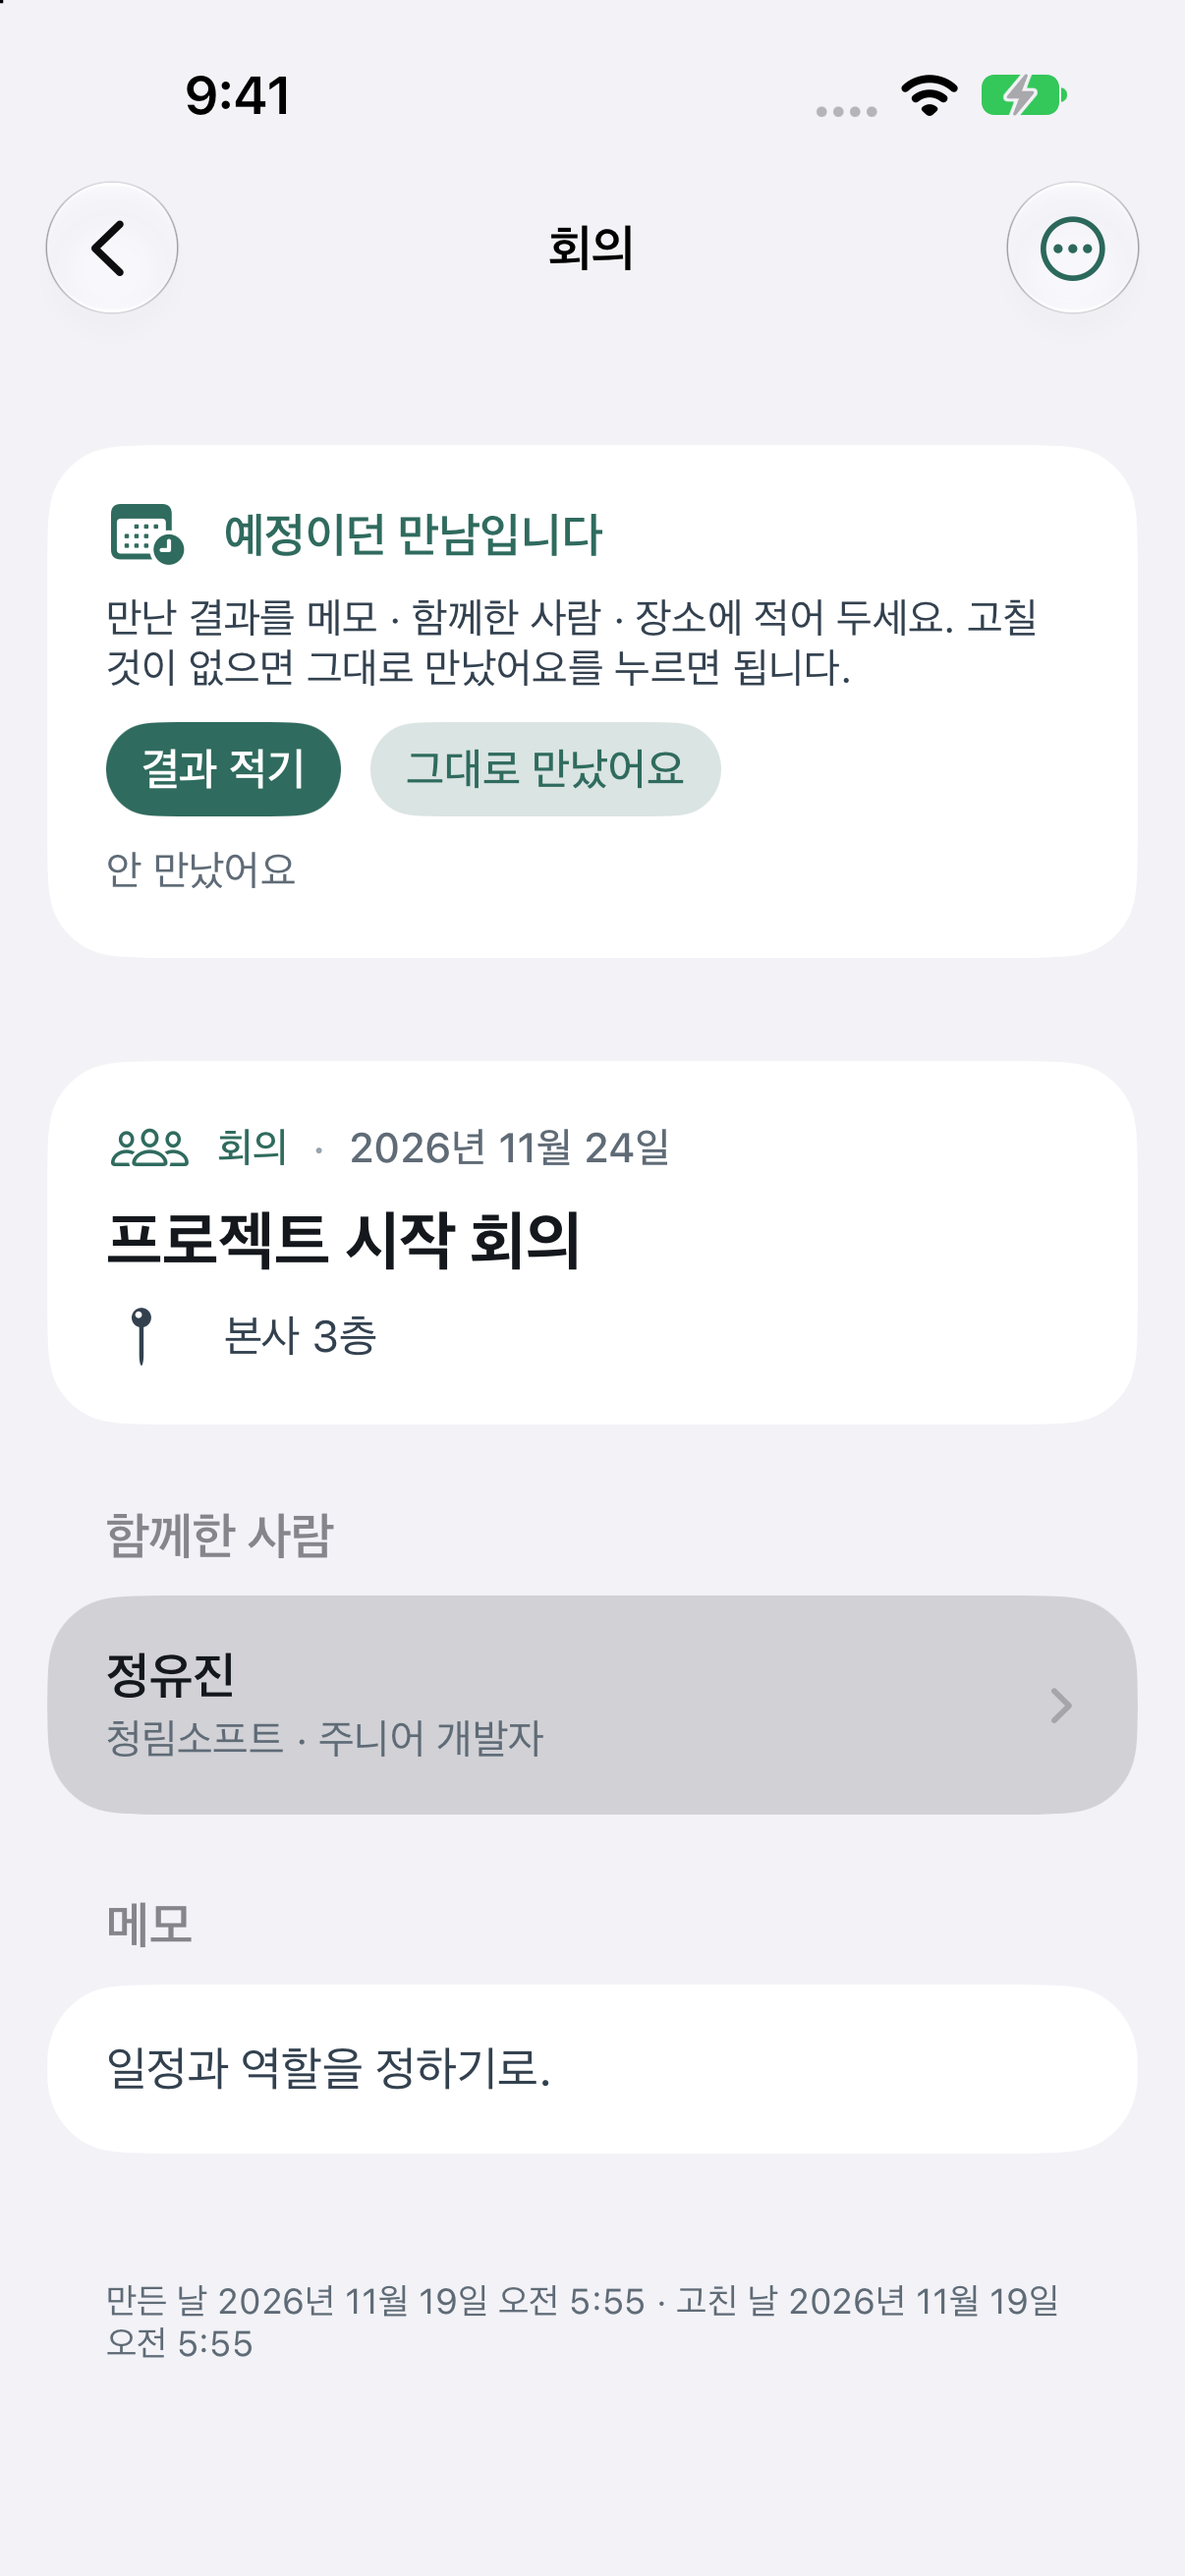 9:41
회의
예정이던 만남입니다
만난 결과를 메모 · 함께한 사람 · 장소에 적어 두세요. 고칠
것이 없으면 그대로 만났어요를 누르면 됩니다.
결과 적기
그대로 만났어요
안 만났어요
회의 · 2026년 11월 24일
프로젝트 시작 회의
본사 3층
함께한 사람
정유진
청림소프트 · 주니어 개발자
메모
일정과 역할을 정하기로.
만든 날 2026년 11월 19일 오전 5:55 · 고친 날 2026년 11월 19일
오전 5:55